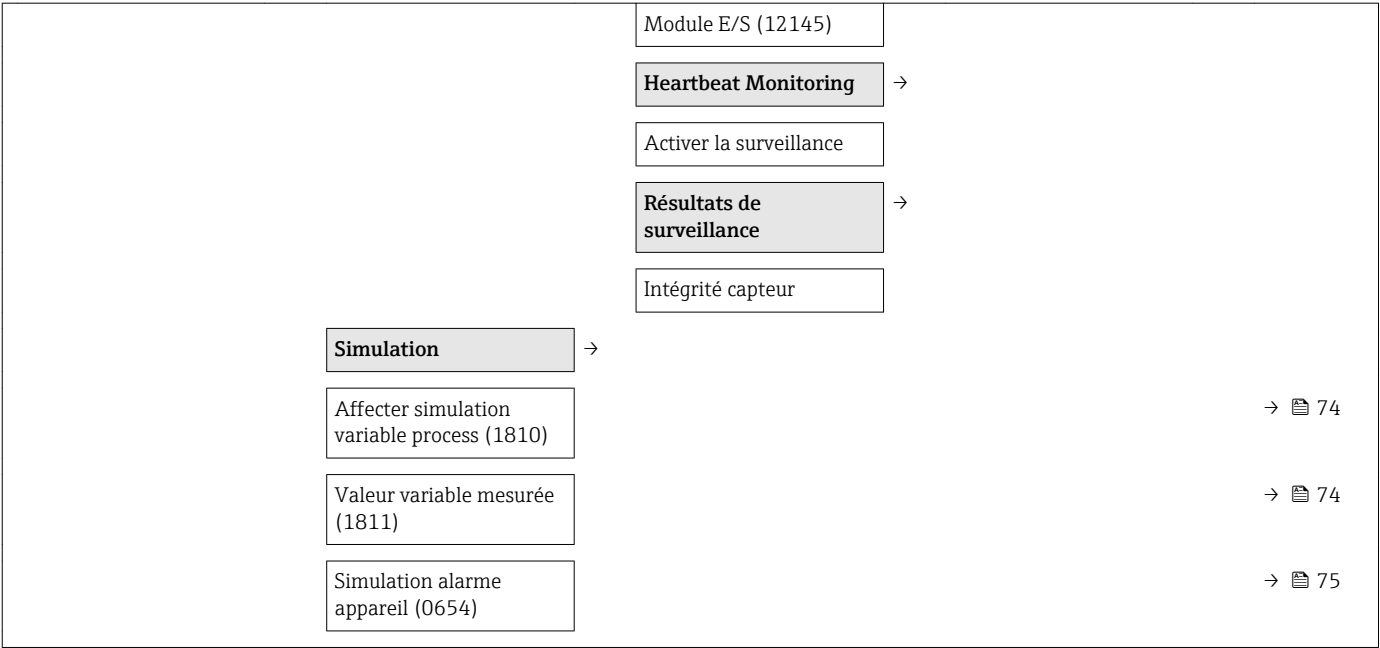 Module E/S (12145)
Heartbeat Monitoring →
Activer la surveillance
Résultats de →
surveillance
Intégrité capteur
Simulation →
Affecter simulation → 74
variable process (1810)
Valeur variable mesurée → 74
(1811)
Simulation alarme → 75
appareil (0654)